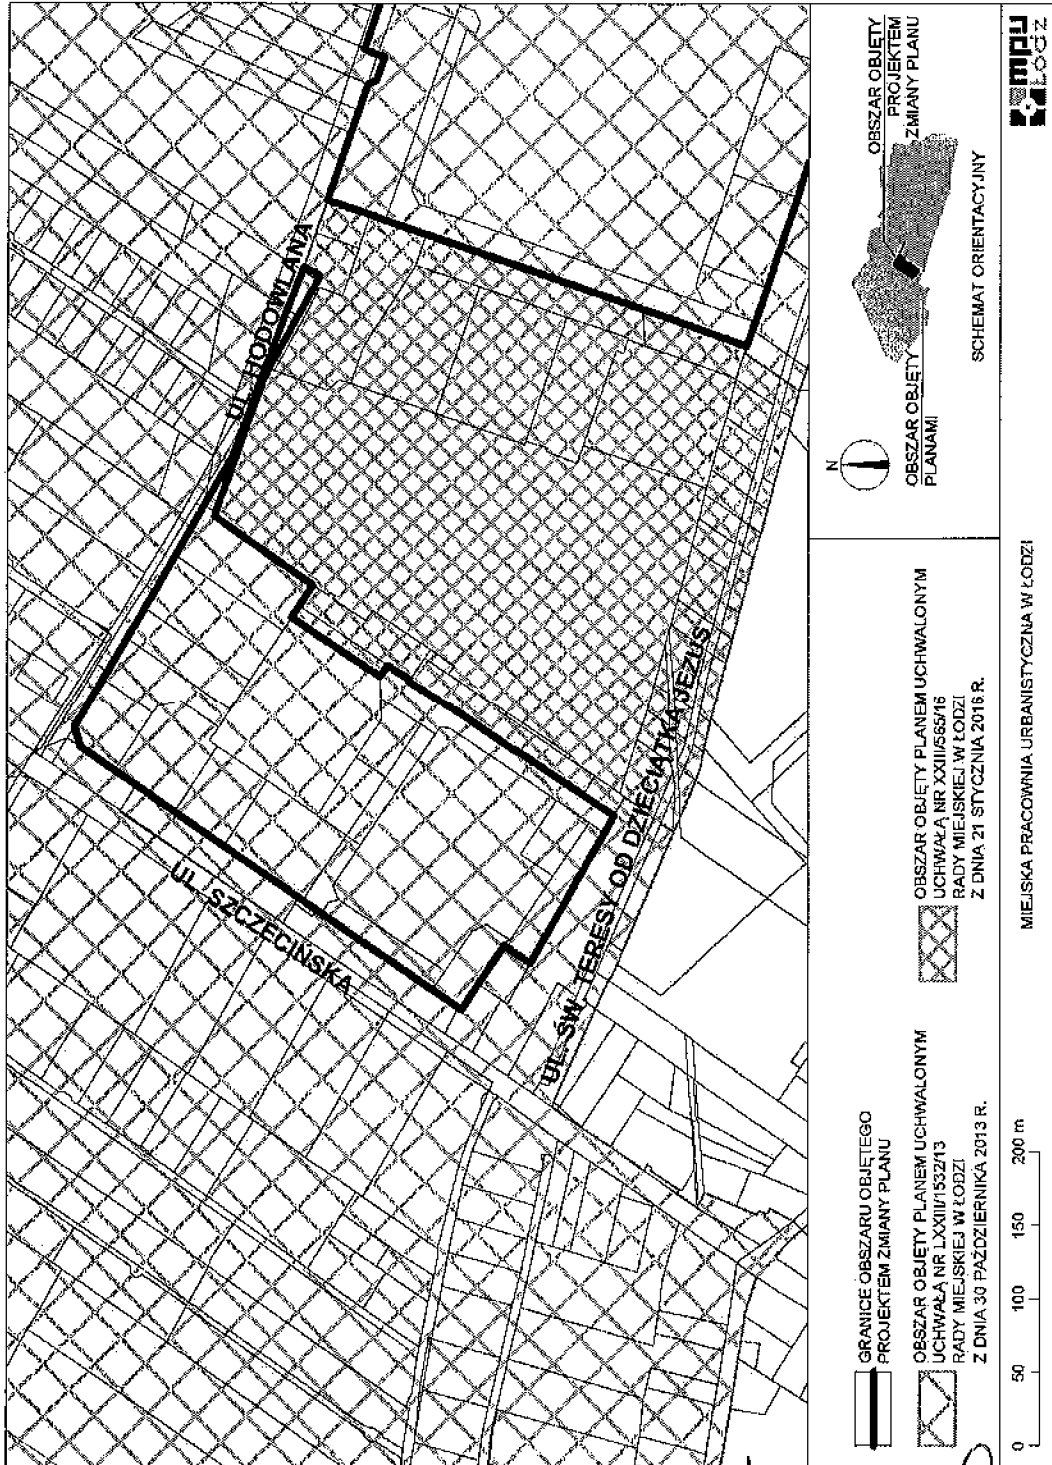 UL. HODOWLANA
UL. SZCZECIŃSKA
UL. ŚW. TERESY OD DZIECIĄTKA JEZUS
GRANICE OBSZARU OBJĘTEGO
PROJEKTEM ZMIANY PLANU
OBSZAR OBJĘTY PLANEM UCHWALONYM
UCHWAŁĄ NR LXXIII/1532/13
RADY MIEJSKIEJ W ŁODZI
Z DNIA 30 PAŹDZIERNIKA 2013 R.
OBSZAR OBJĘTY PLANEM UCHWALONYM
UCHWAŁĄ NR XXIII/565/16
RADY MIEJSKIEJ W ŁODZI
Z DNIA 21 STYCZNIA 2016 R.
N
OBSZAR OBJĘTY
PLANAMI
OBSZAR OBJĘTY
PROJEKTEM
ZMIANY PLANU
SCHEMAT ORIENTACYJNY
0 50 100 150 200 m
MIEJSKA PRACOWNIA URBANISTYCZNA W ŁODZI
mpu
ŁÓDŹ